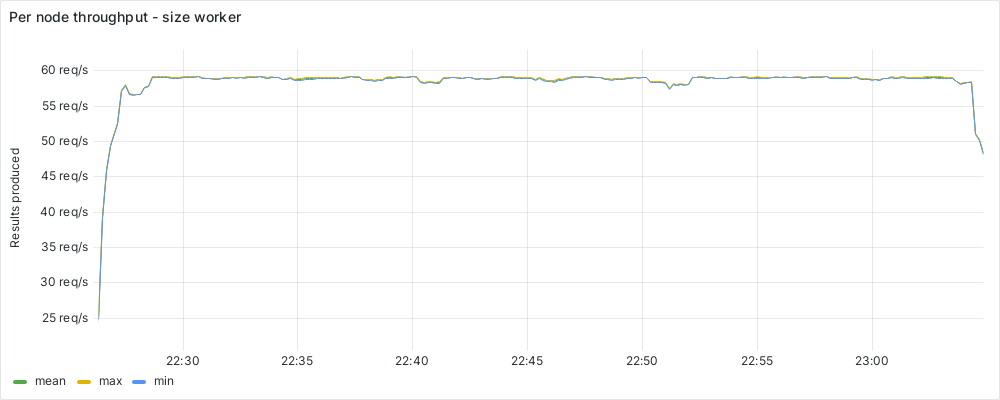 Per node throughput - size worker
Results produced
60 req/s
55 req/s
50 req/s
45 req/s
40 req/s
35 req/s
30 req/s
25 req/s
22:30 22:35 22:40 22:45 22:50 22:55 23:00
mean max min